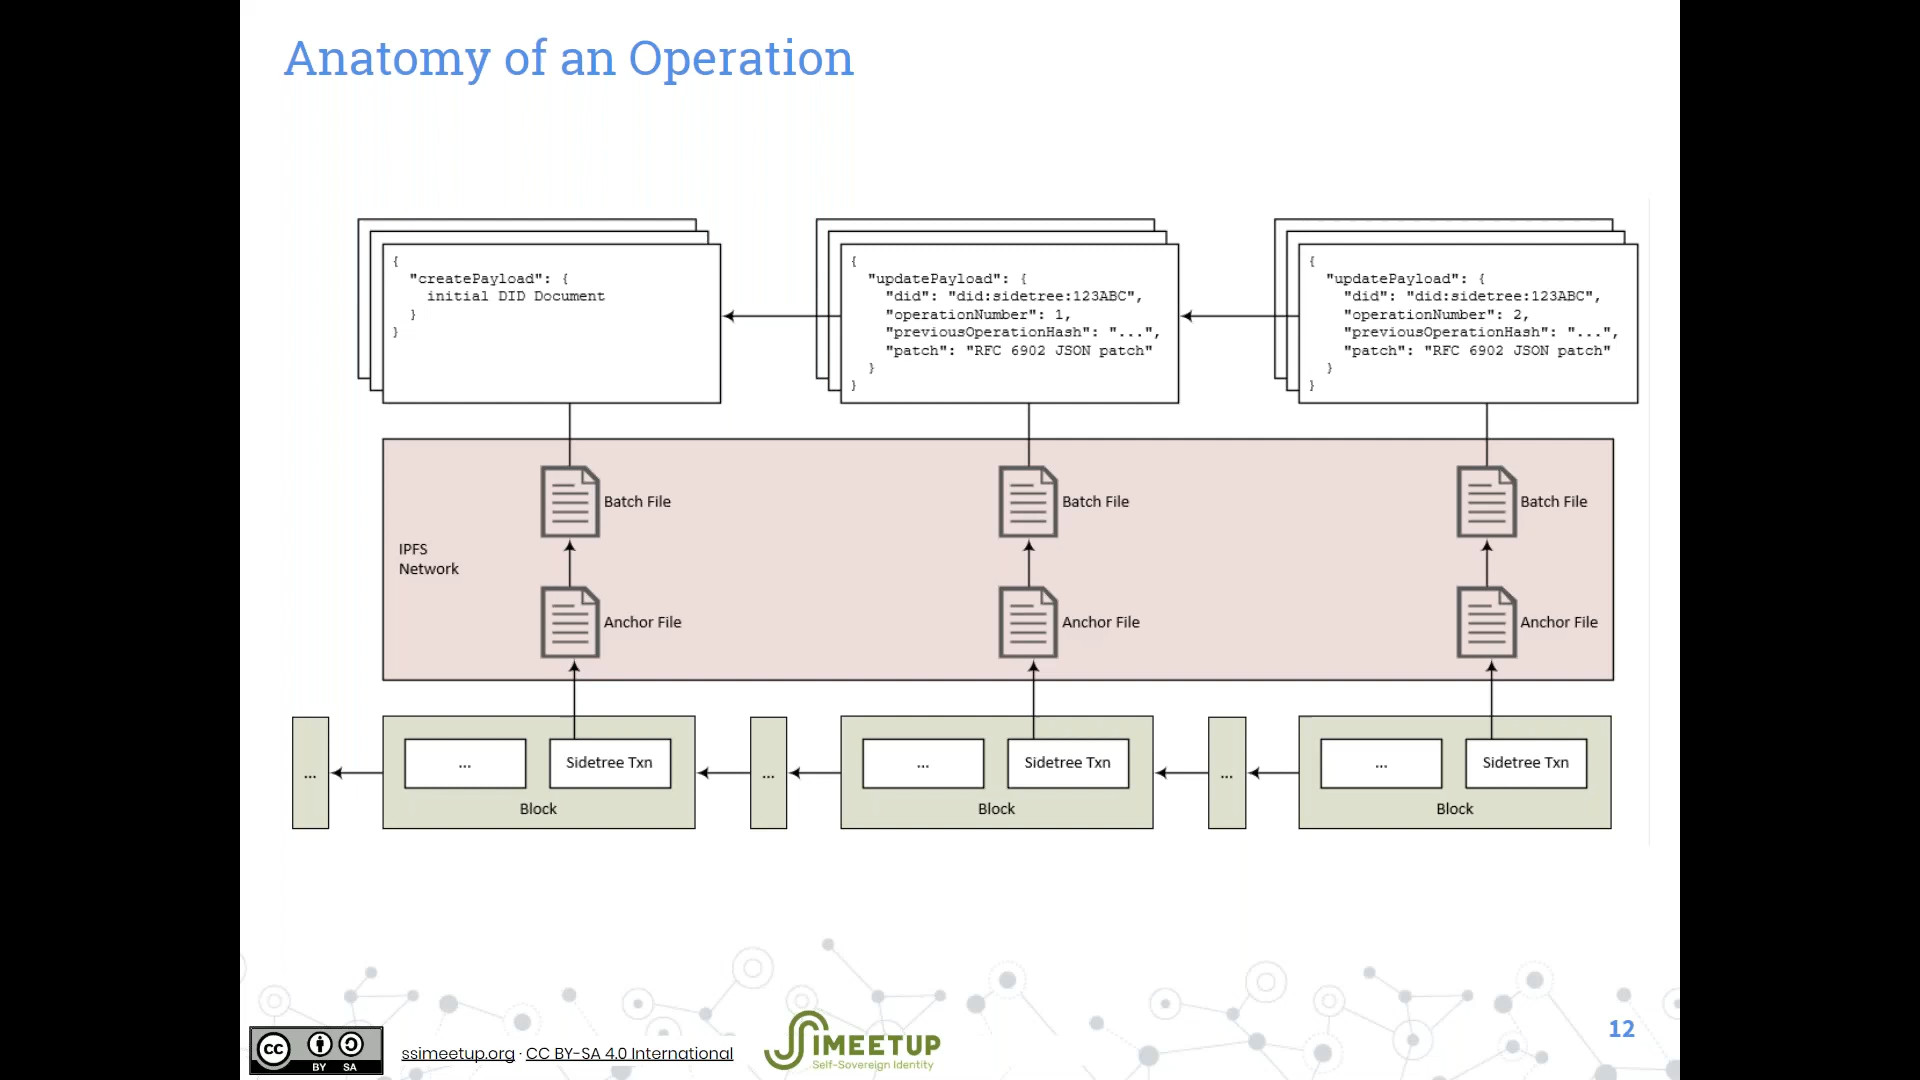 Anatomy of an Operation
{
"createPayload": {
initial DID Document
}
}
{
"updatePayload": {
"did": "did:sidetree:123ABC",
"operationNumber": 1,
"previousOperationHash": "...",
"patch": "RFC 6902 JSON patch"
}
}
{
"updatePayload": {
"did": "did:sidetree:123ABC",
"operationNumber": 2,
"previousOperationHash": "...",
"patch": "RFC 6902 JSON patch"
}
}
Batch File
Batch File
Batch File
IPFS
Network
Anchor File
Anchor File
Anchor File
...
...
Sidetree Txn
Block
...
...
Sidetree Txn
Block
...
...
Sidetree Txn
Block
cc
BY SA
ssimeetup.org · CC BY-SA 4.0 International
SSIMEETUP
Self-Sovereign Identity
12